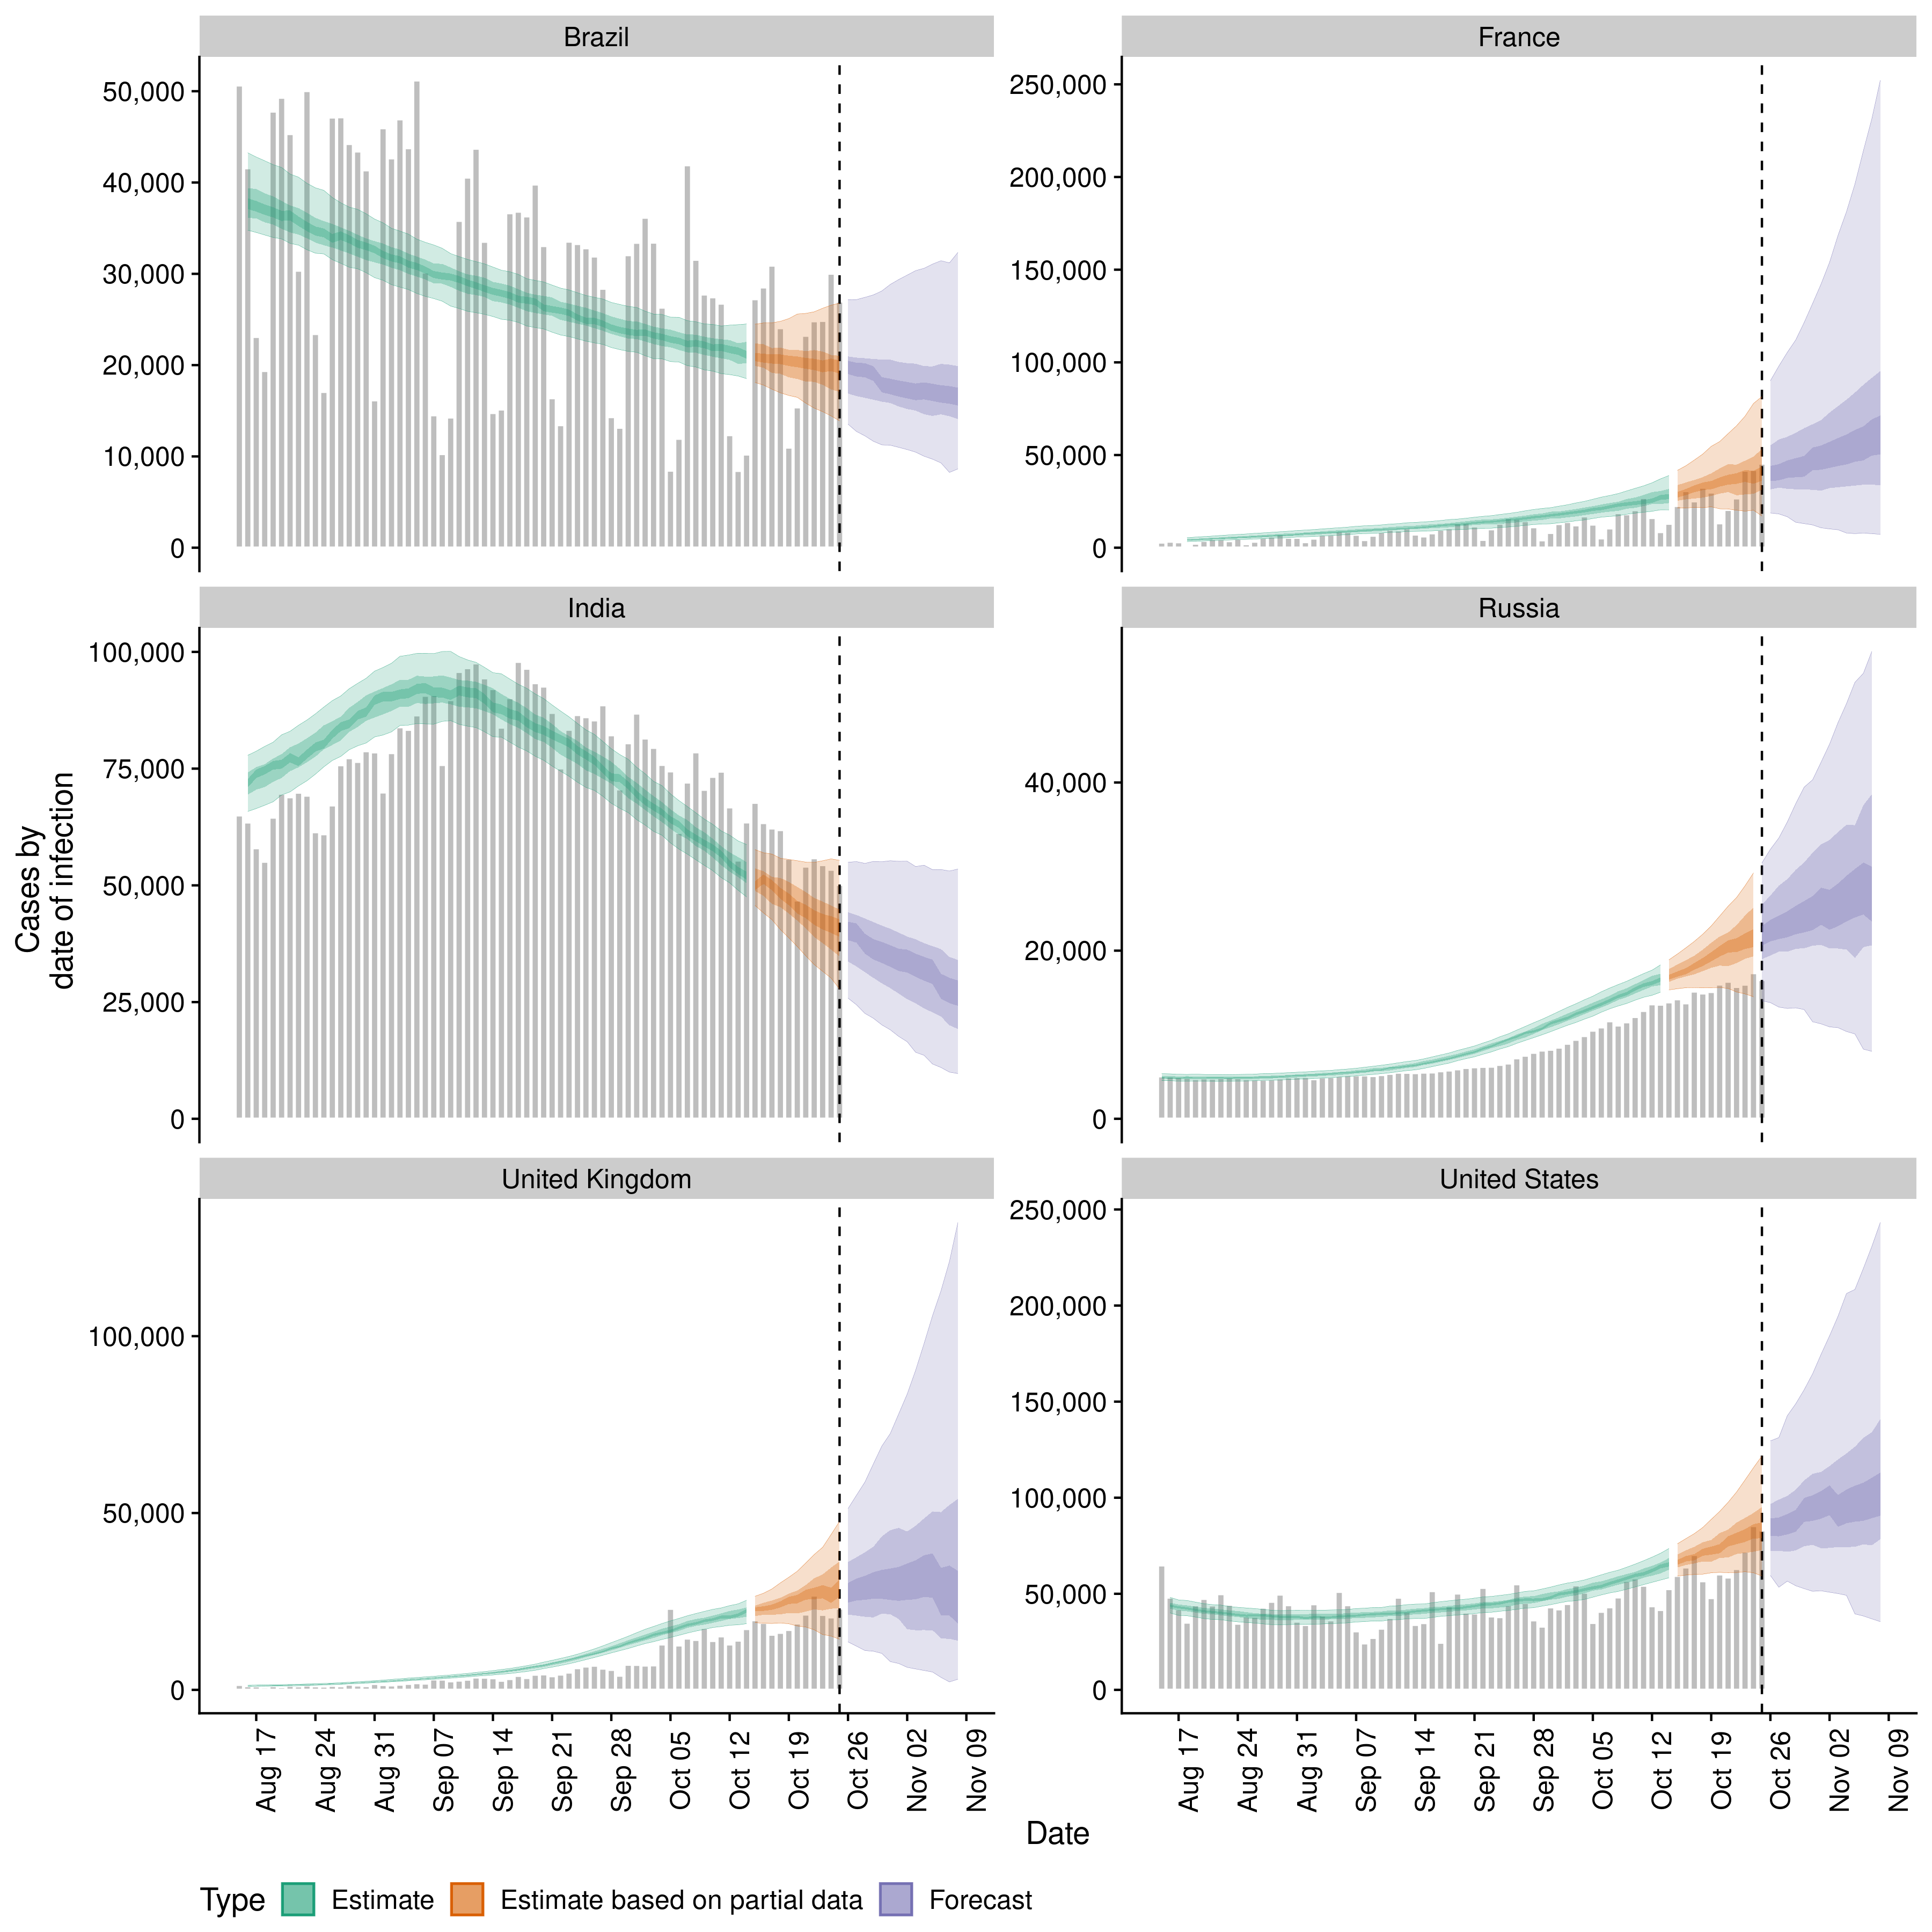 Brazil
France
50,000
40,000
30,000
20,000
10,000
0
250,000
200,000
150,000
100,000
50,000
0
India
Russia
100,000
75,000
50,000
25,000
0
40,000
20,000
0
Cases by
date of infection
United Kingdom
United States
100,000
50,000
0
250,000
200,000
150,000
100,000
50,000
0
Aug 17
Aug 24
Aug 31
Sep 07
Sep 14
Sep 21
Sep 28
Oct 05
Oct 12
Oct 19
Oct 26
Nov 02
Nov 09
Aug 17
Aug 24
Aug 31
Sep 07
Sep 14
Sep 21
Sep 28
Oct 05
Oct 12
Oct 19
Oct 26
Nov 02
Nov 09
Date
Type Estimate Estimate based on partial data Forecast